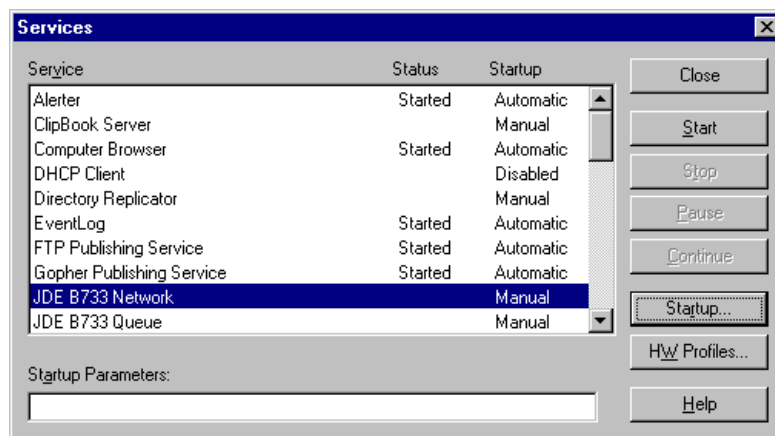 Services
Service Status Startup
Alerter Started Automatic
ClipBook Server Manual
Computer Browser Started Automatic
DHCP Client Disabled
Directory Replicator Manual
EventLog Started Automatic
FTP Publishing Service Started Automatic
Gopher Publishing Service Started Automatic
JDE B733 Network Manual
JDE B733 Queue Manual
Startup Parameters:
Close
Start
Stop
Pause
Continue
Startup...
HW Profiles...
Help